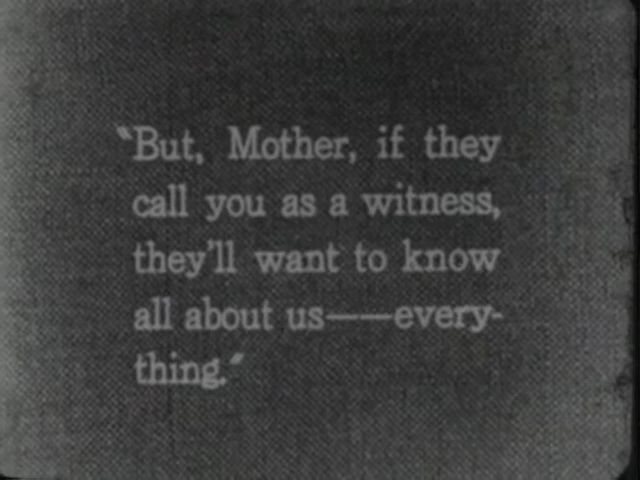 "But, Mother, if they
call you as a witness,
they'll want to know
all about us——every-
thing."